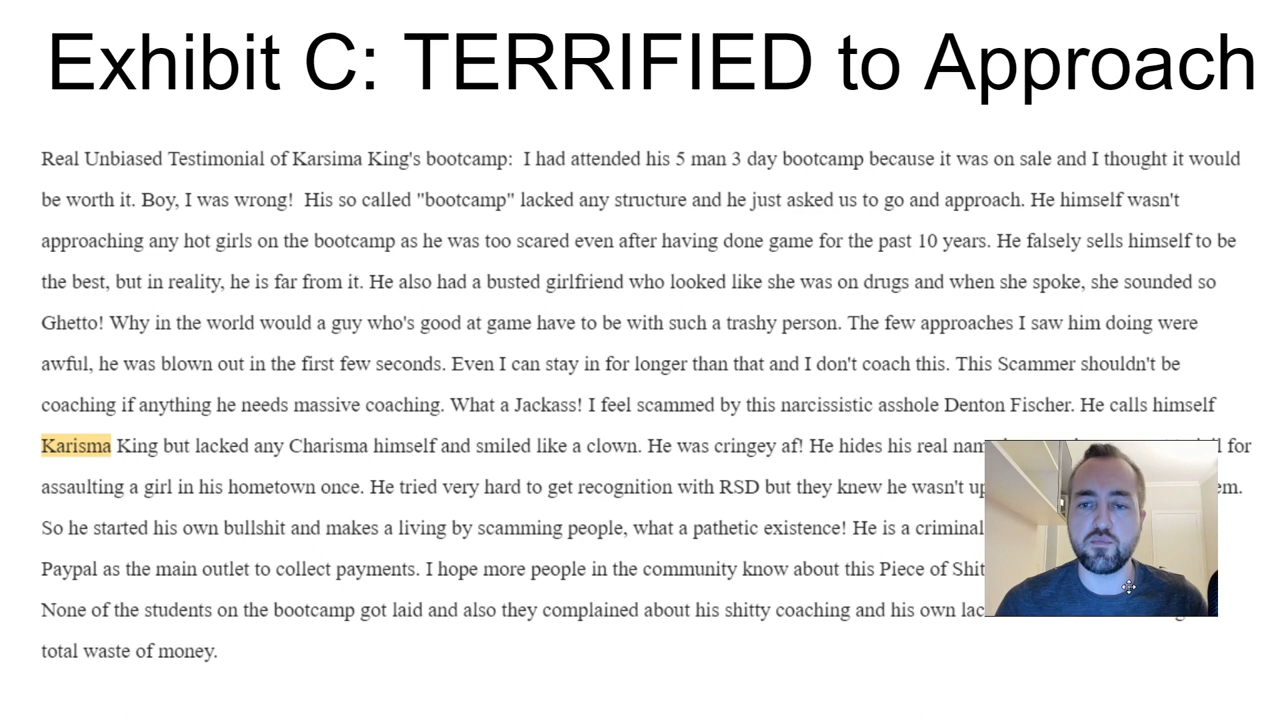 Exhibit C: TERRIFIED to Approach
Real Unbiased Testimonial of Karsima King's bootcamp:  I had attended his 5 man 3 day bootcamp because it was on sale and I thought it would
be worth it. Boy, I was wrong!  His so called "bootcamp" lacked any structure and he just asked us to go and approach. He himself wasn't
approaching any hot girls on the bootcamp as he was too scared even after having done game for the past 10 years. He falsely sells himself to be
the best, but in reality, he is far from it. He also had a busted girlfriend who looked like she was on drugs and when she spoke, she sounded so
Ghetto! Why in the world would a guy who's good at game have to be with such a trashy person. The few approaches I saw him doing were
awful, he was blown out in the first few seconds. Even I can stay in for longer than that and I don't coach this. This Scammer shouldn't be
coaching if anything he needs massive coaching. What a Jackass! I feel scammed by this narcissistic asshole Denton Fischer. He calls himself
Karisma King but lacked any Charisma himself and smiled like a clown. He was cringey af! He hides his real for
assaulting a girl in his hometown once. He tried very hard to get recognition with RSD but they knew he wasn't
So he started his own bullshit and makes a living by scamming people, what a pathetic existence! He is a criminal
Paypal as the main outlet to collect payments. I hope more people in the community know about this Piece of Shit
None of the students on the bootcamp got laid and also they complained about his shitty coaching and his own
total waste of money.